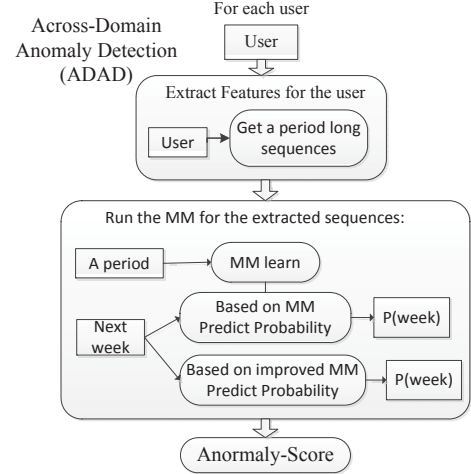 Across-Domain
Anomaly Detection
(ADAD)
For each user
User
Extract Features for the user
User
Get a period long
sequences
Run the MM for the extracted sequences:
A period
MM learn
Next
week
Based on MM
Predict Probability
P(week)
Based on improved MM
Predict Probability
P(week)
Anormaly-Score